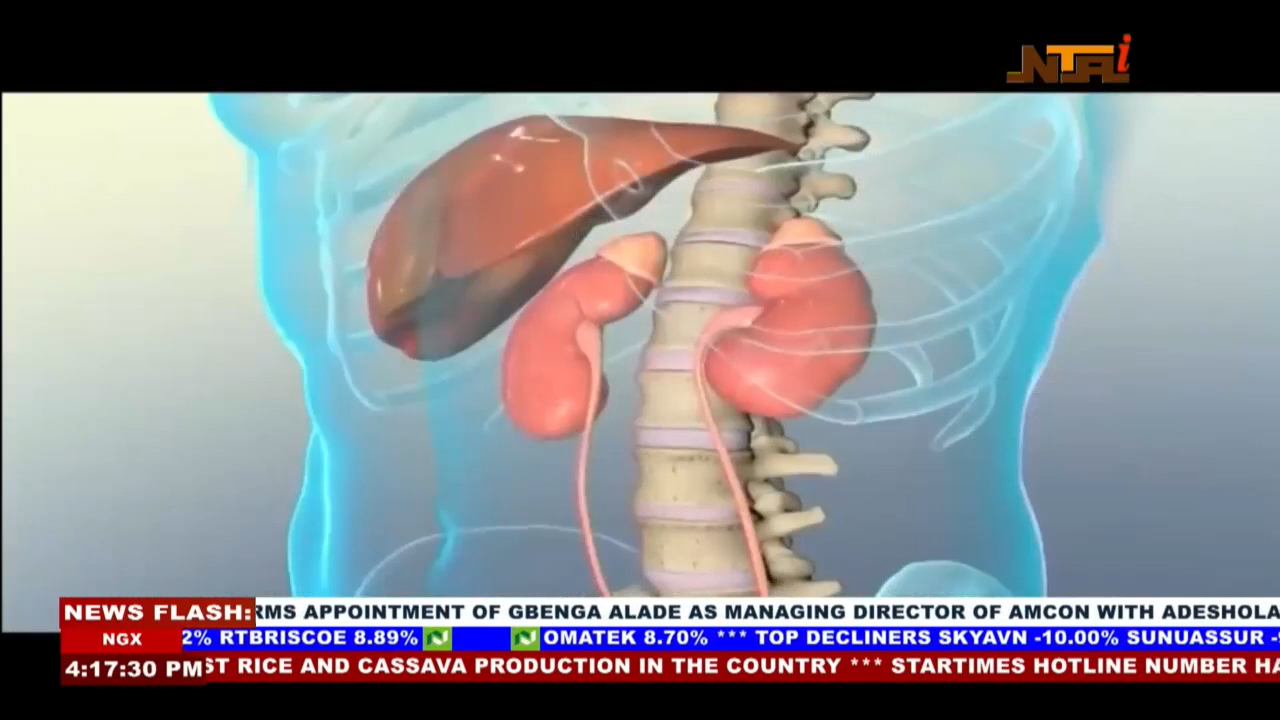 NTAi
NEWS FLASH: RMS APPOINTMENT OF GBENGA ALADE AS MANAGING DIRECTOR OF AMCON WITH ADESHOLA
NGX 2% RTBRISCOE 8.89% OMATEK 8.70% *** TOP DECLINERS SKYAVN -10.00% SUNUASSUR -
4:17:30 PM ST RICE AND CASSAVA PRODUCTION IN THE COUNTRY *** STARTIMES HOTLINE NUMBER HA